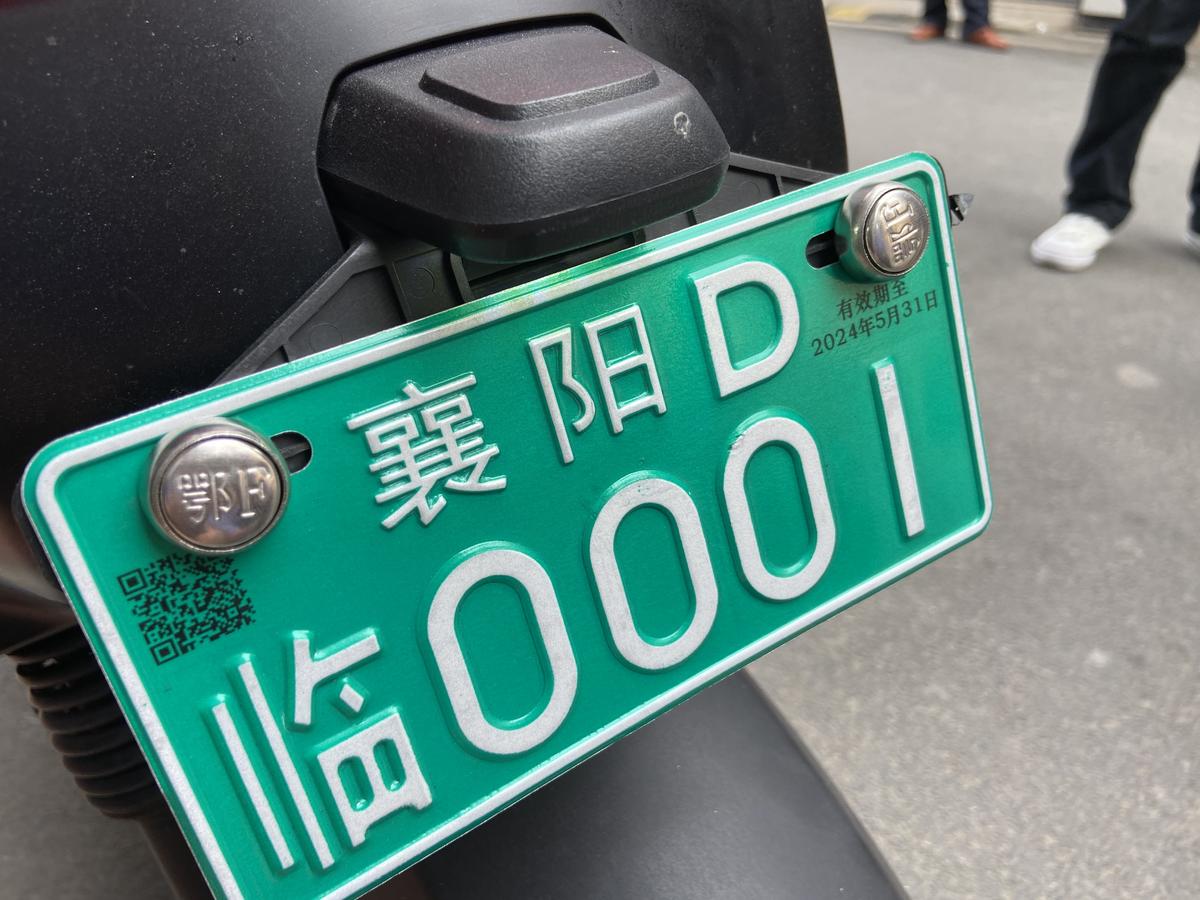 襄阳D
有效期至
2024年5月31日
鄂F
鄂F
临0001